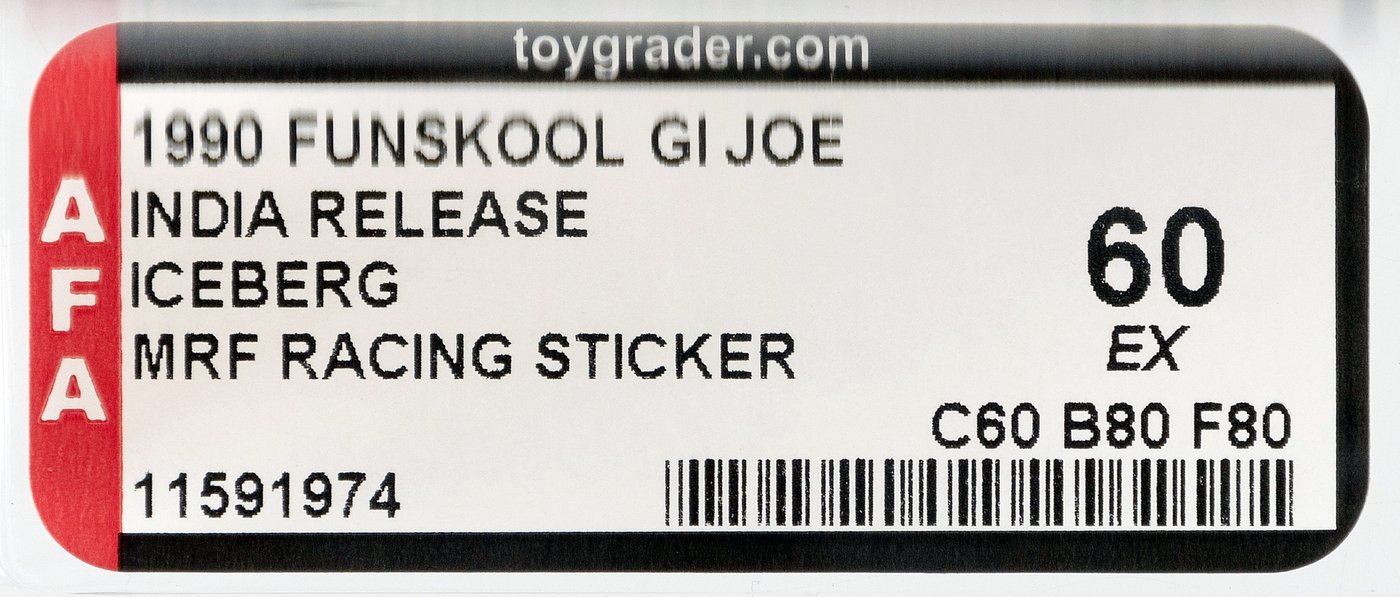 toygrader.com
AFA
1990 FUNSKOOL GI JOE
INDIA RELEASE
ICEBERG
MRF RACING STICKER
60
EX
C60 B80 F80
11591974